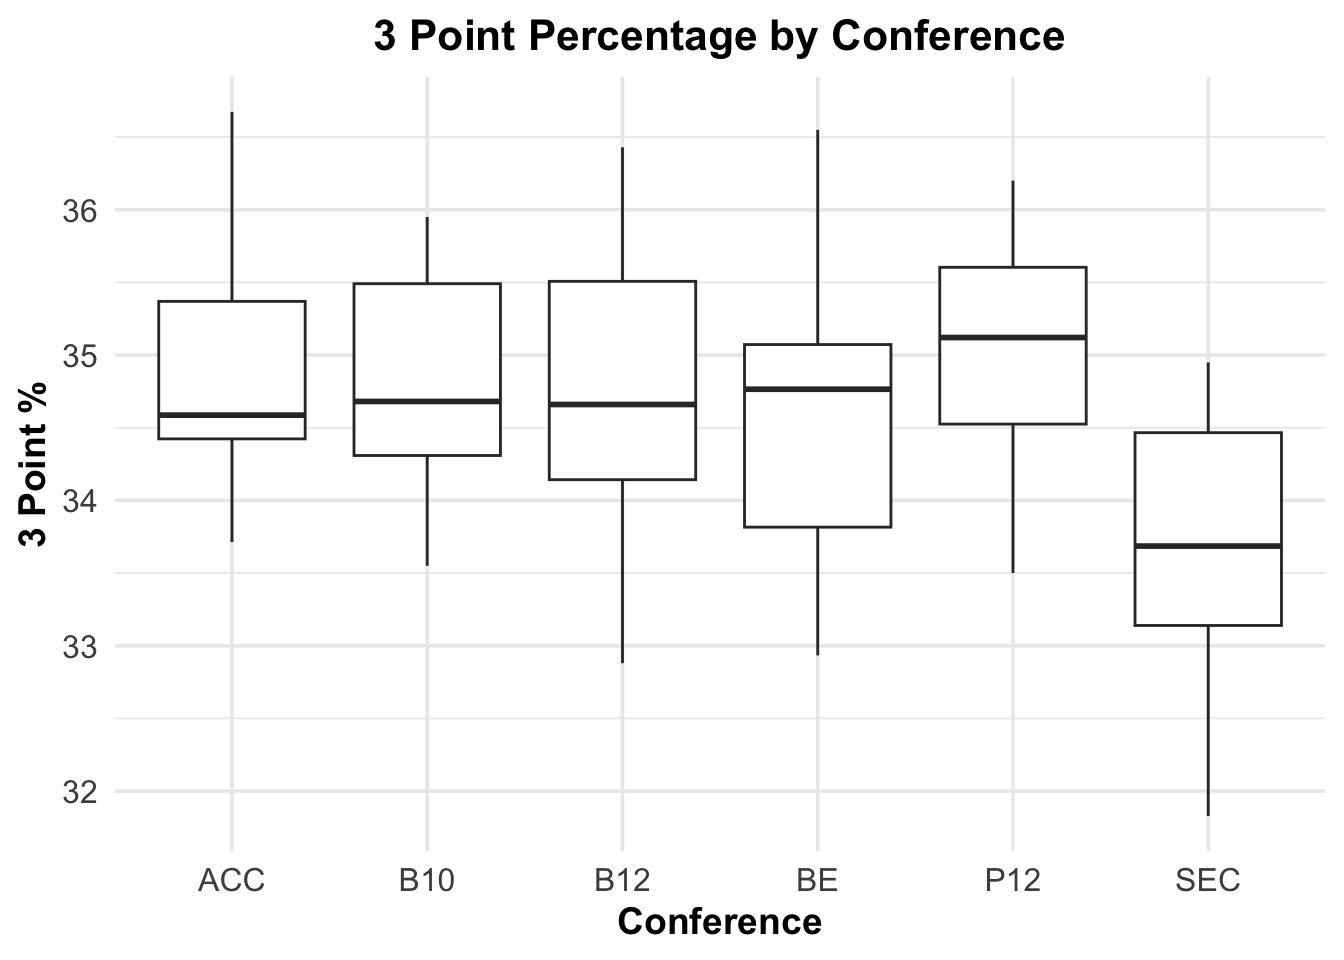 3 Point Percentage by Conference
3 Point %
36
35
34
33
32
ACC B10 B12 BE P12 SEC
Conference